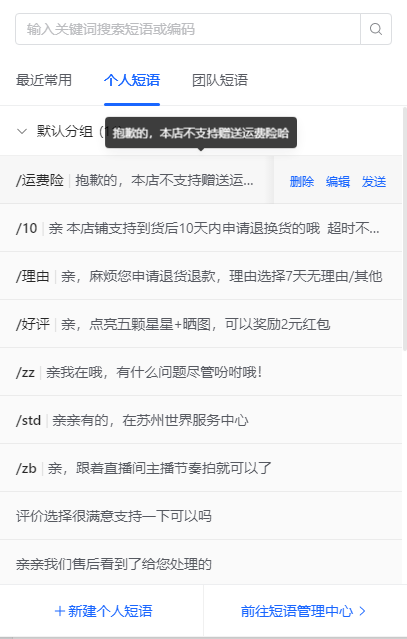 输入关键词搜索短语或编码
最近常用 个人短语 团队短语
默认分组 (1
抱歉的，本店不支持赠送运费险哈
/运费险 | 抱歉的，本店不支持赠送运... 删除 编辑 发送
/10 | 亲 本店铺支持到货后10天内申请退换货的哦 超时不...
/理由 | 亲，麻烦您申请退货退款，理由选择7天无理由/其他
/好评 | 亲，点亮五颗星星+晒图，可以奖励2元红包
/zz | 亲我在哦，有什么问题尽管吩咐哦！
/std | 亲亲有的，在苏州世界服务中心
/zb | 亲，跟着直播间主播节奏拍就可以了
评价选择很满意支持一下可以吗
亲亲我们售后看到了给您处理的
+新建个人短语 前往短语管理中心 >